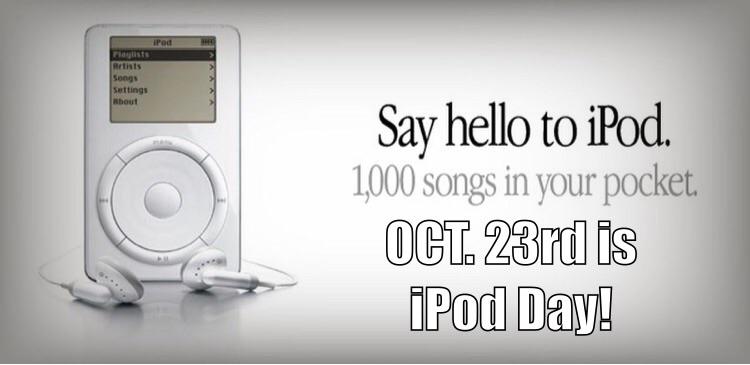 iPod
Playlists >
Artists >
Songs >
Settings >
About >
MENU
Say hello to iPod.
1,000 songs in your pocket.
OCT. 23rd is
iPod Day!